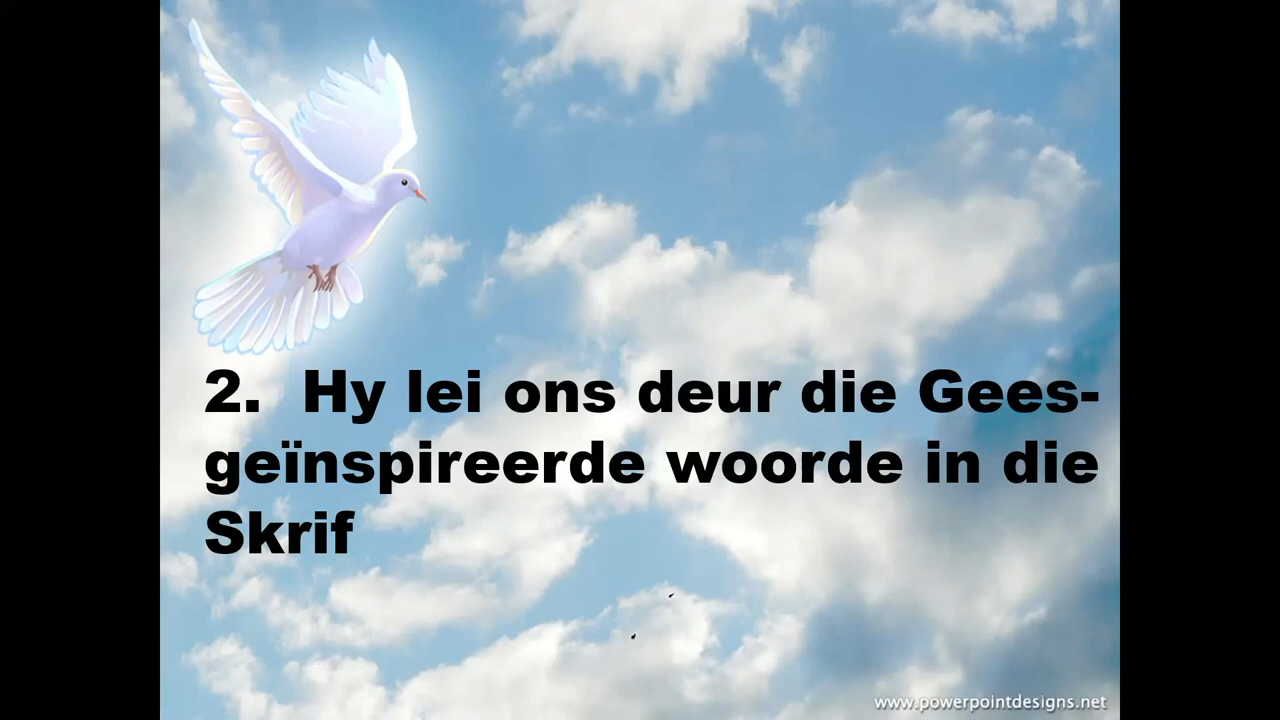 2.  Hy lei ons deur die Gees-
geïnspireerde woorde in die
Skrif
www.powerpointdesigns.net